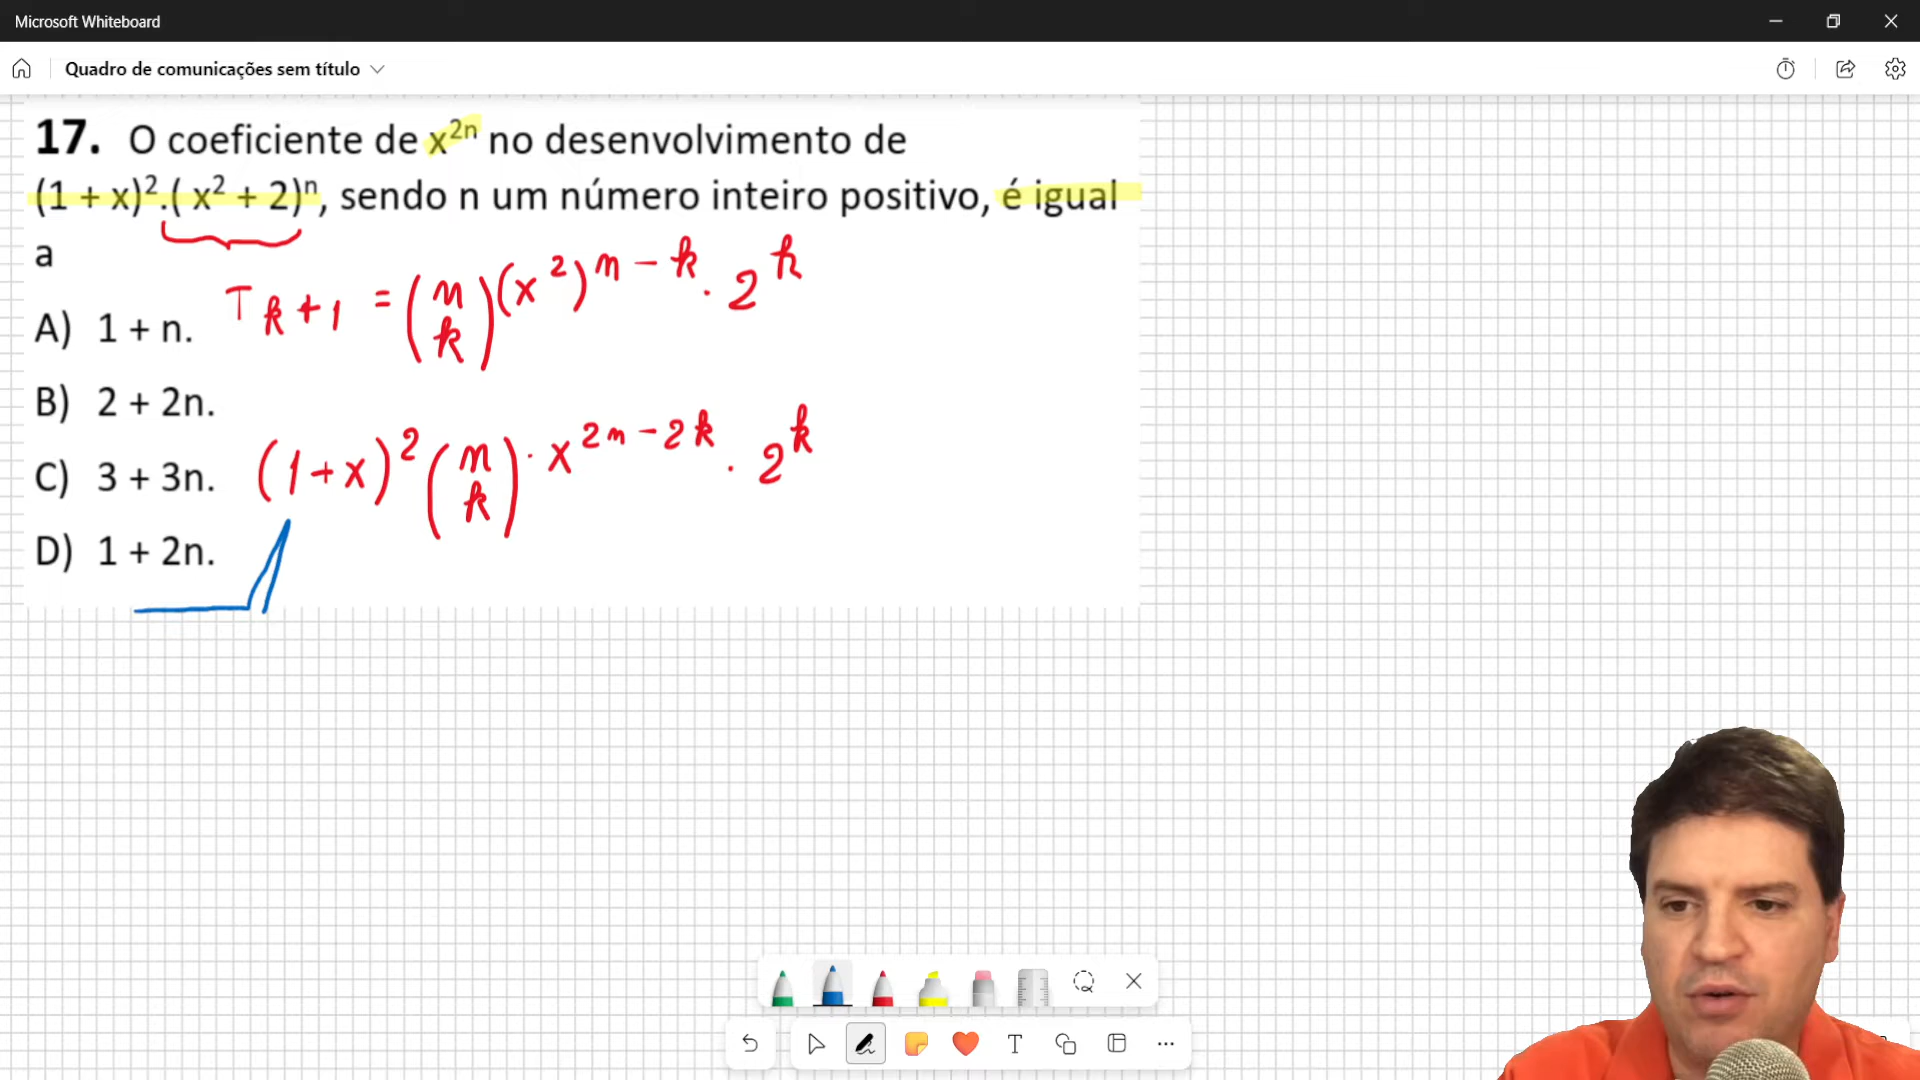 Microsoft Whiteboard
Quadro de comunicações sem título
17. O coeficiente de x²ⁿ no desenvolvimento de
(1 + x)².( x² + 2)ⁿ, sendo n um número inteiro positivo, é igual
a
T k+1 = (n k)(x²)^n-k . 2^k
A) 1 + n.
B) 2 + 2n.
(1+x)² (n k) · x^2n-2k . 2^k
C) 3 + 3n.
D) 1 + 2n.